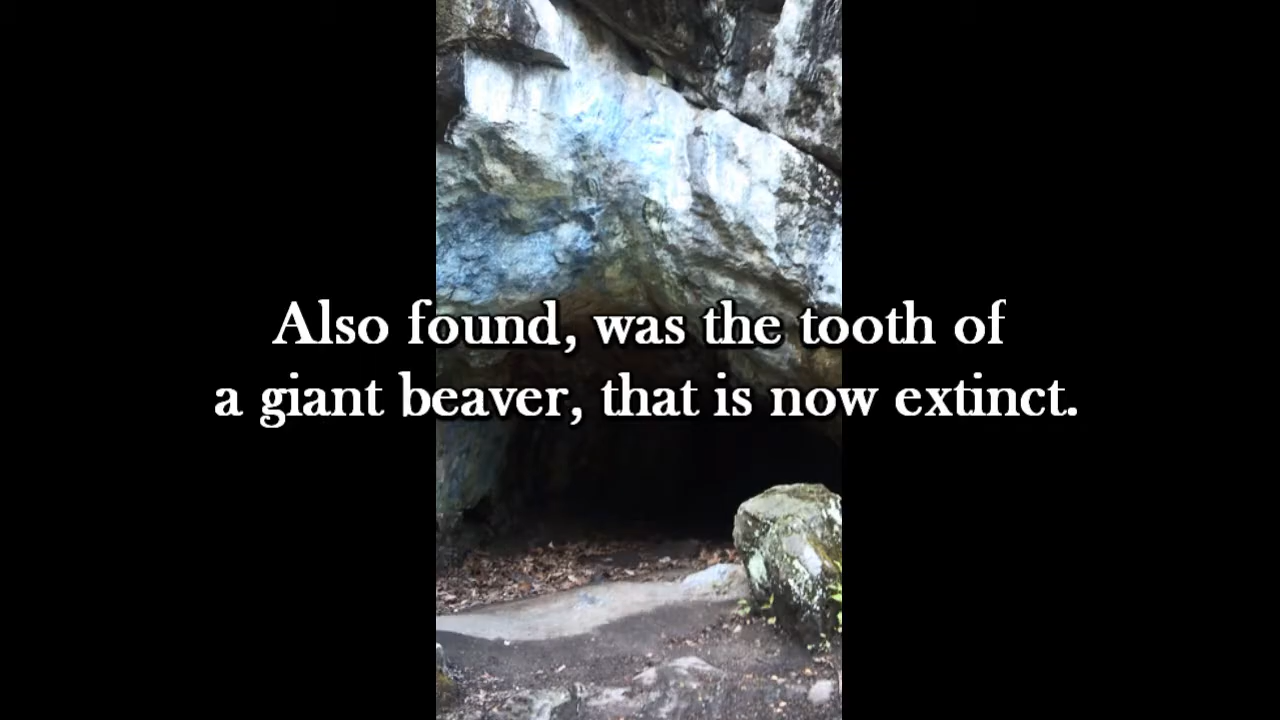 Also found, was the tooth of
a giant beaver, that is now extinct.